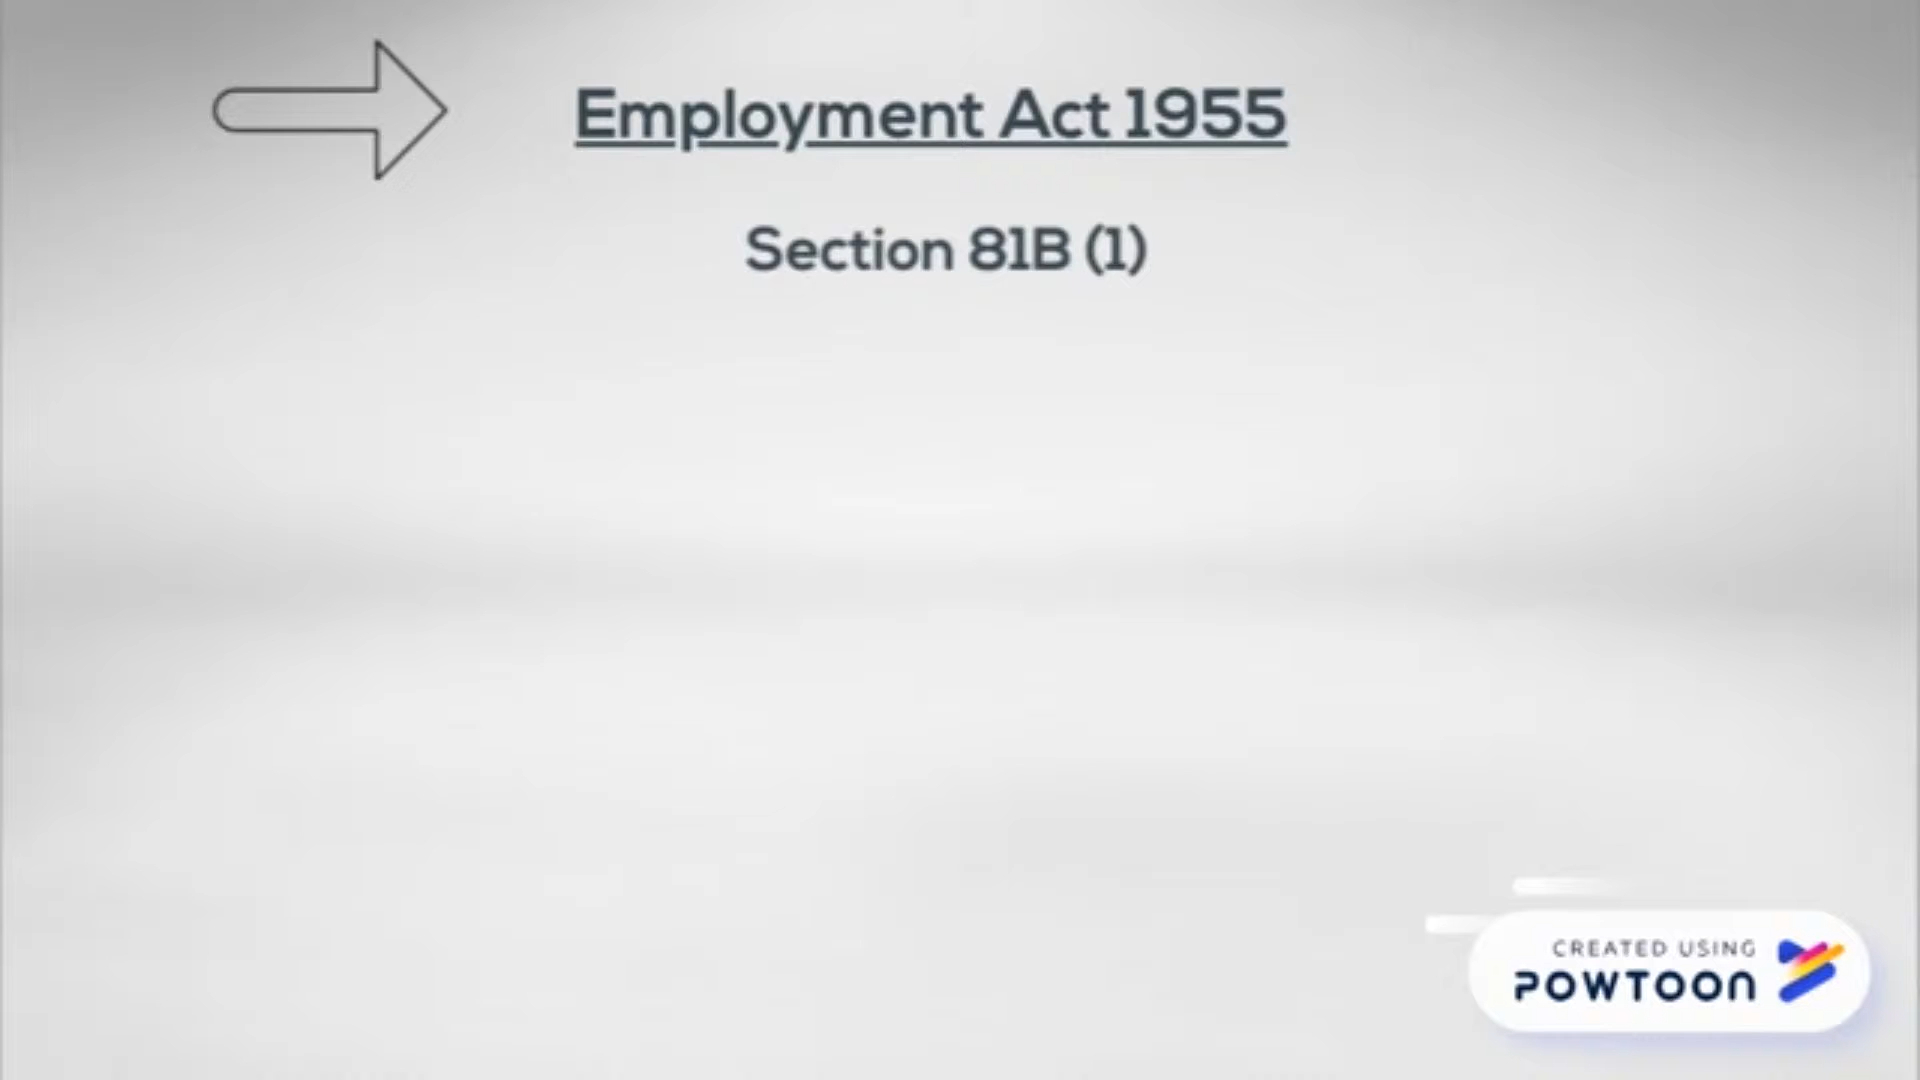 Employment Act 1955
Section 81B (1)
CREATED USING
POWTOON